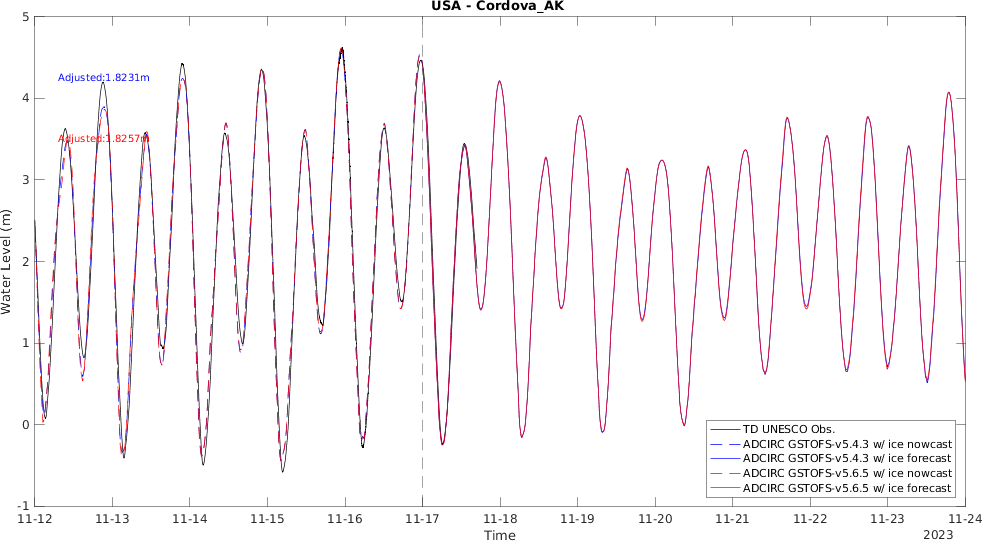 USA - Cordova_AK
5
4
3
2
1
0
-1
Water Level (m)
Adjusted:1.8231m
Adjusted:1.8257m
TD UNESCO Obs.
ADCIRC GSTOFS-v5.4.3 w/ ice nowcast
ADCIRC GSTOFS-v5.4.3 w/ ice forecast
ADCIRC GSTOFS-v5.6.5 w/ ice nowcast
ADCIRC GSTOFS-v5.6.5 w/ ice forecast
11-12 11-13 11-14 11-15 11-16 11-17 11-18 11-19 11-20 11-21 11-22 11-23 11-24
Time
2023